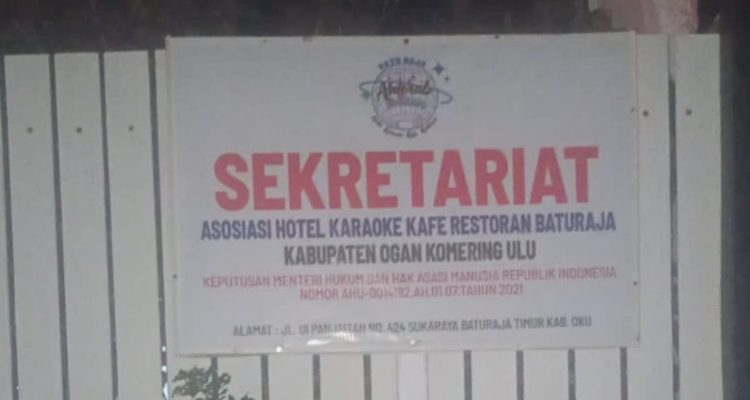 SEKRETARIAT
ASOSIASI HOTEL KARAOKE KAFE RESTORAN BATURAJA
KABUPATEN OGAN KOMERING ULU
KEPUTUSAN MENTERI HUKUM DAN HAK ASASI MANUSIA REPUBLIK INDONESIA
NOMOR TAHUN 2021
ALAMAT : JL. DI PANJAITAN NO. 424 SUKARAYA BATURAJA TIMUR KAB. OKU